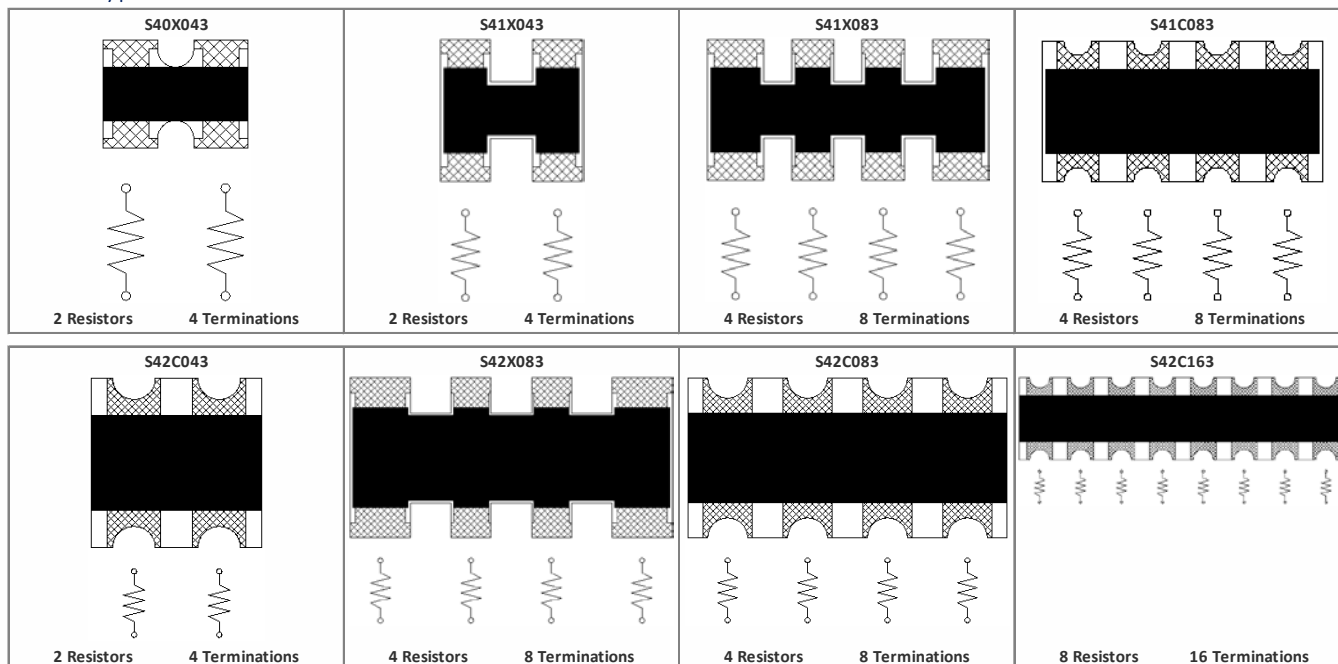 S40X043
S41X043
S41X083
S41C083
2 Resistors 4 Terminations
2 Resistors 4 Terminations
4 Resistors 8 Terminations
4 Resistors 8 Terminations
S42C043
S42X083
S42C083
S42C163
2 Resistors 4 Terminations
4 Resistors 8 Terminations
4 Resistors 8 Terminations
8 Resistors 16 Terminations